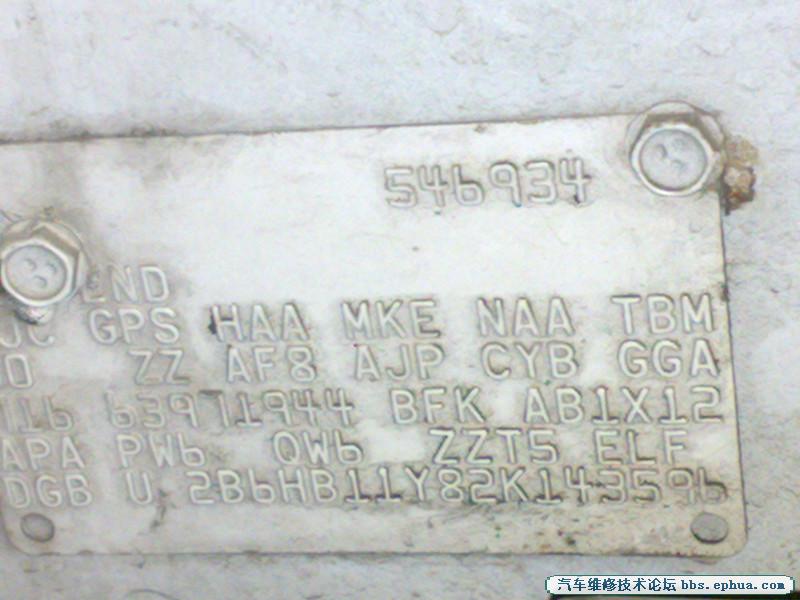 546934
END
GPS HAA MKE NAA TBM
ZZ AF8 AJP CYB GGA
63971944 BFK AB1X12
APA PW6 QW6 ZZT5 ELF
DGB U 2B6HB11Y82K143596
汽车维修技术论坛 bbs.ephua.com